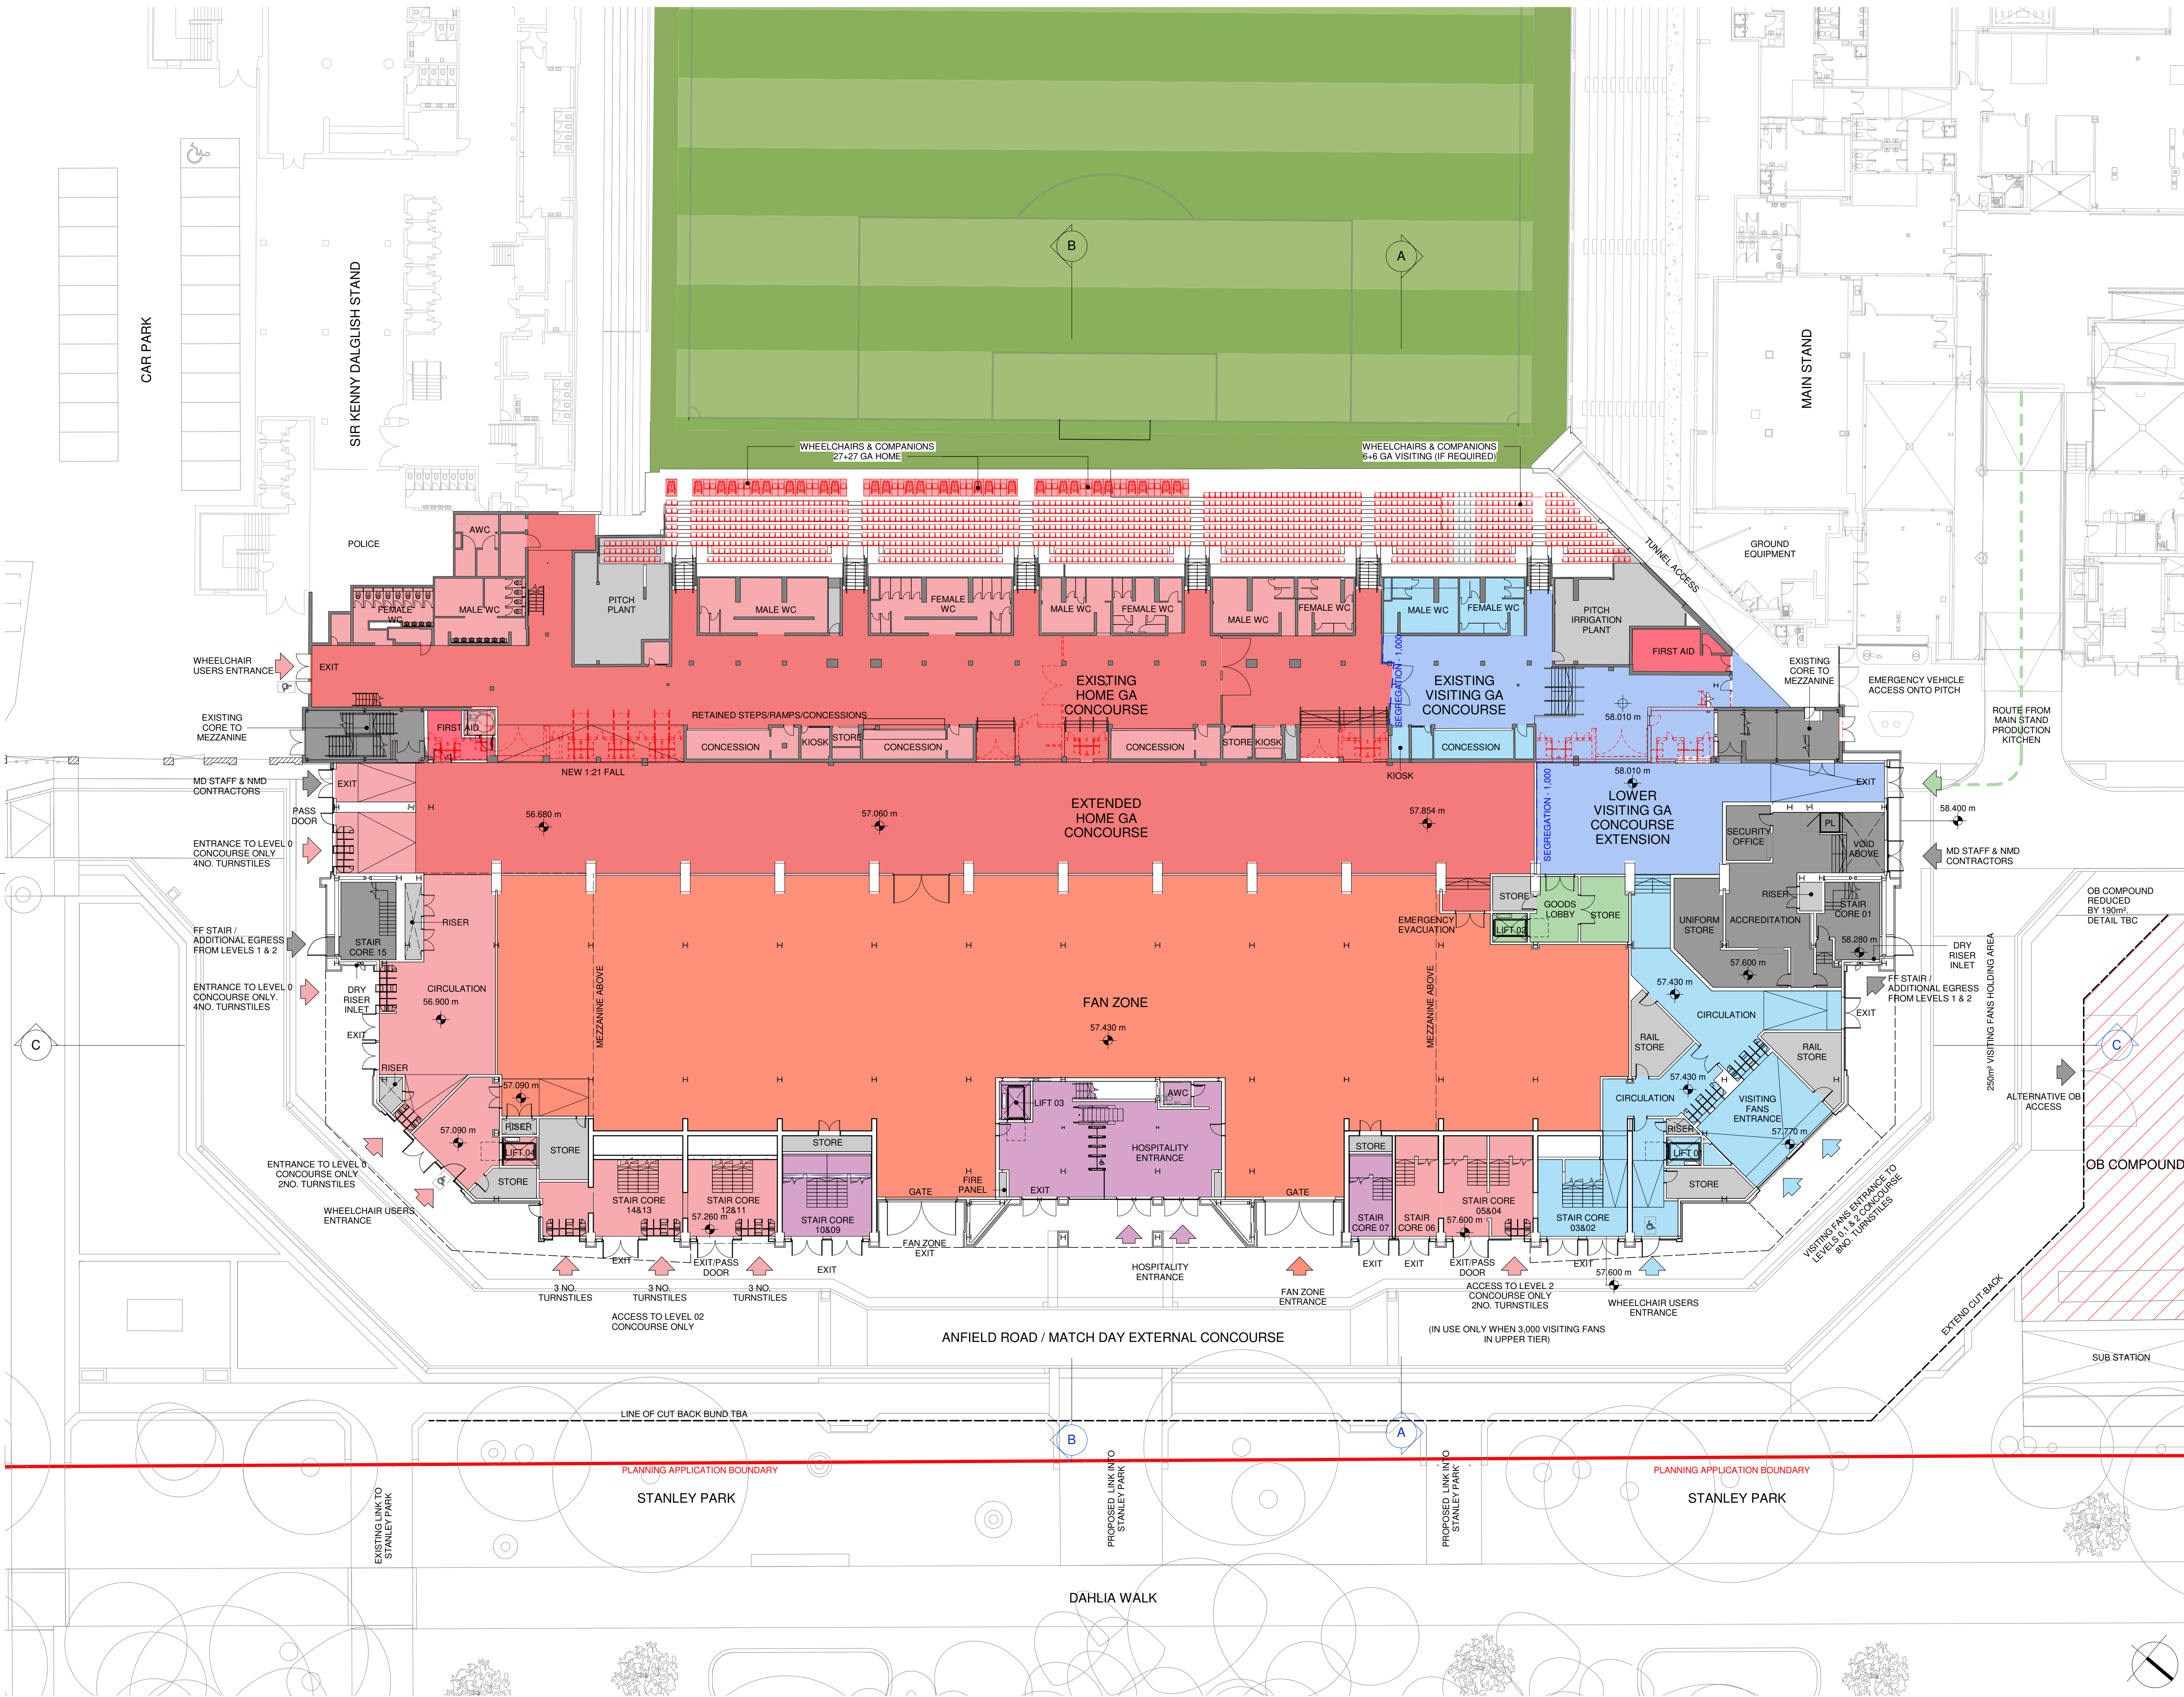 CAR PARK
SIR KENNY DALGLISH STAND
MAIN STAND
B
A
WHEELCHAIRS & COMPANIONS
27+27 GA HOME
WHEELCHAIRS & COMPANIONS
6+6 GA VISITING (IF REQUIRED)
POLICE
AWC
FEMALE
WC
MALE WC
PITCH
PLANT
MALE WC
FEMALE
WC
MALE WC
FEMALE WC
MALE WC
FEMALE WC
MALE WC
FEMALE WC
PITCH
IRRIGATION
PLANT
FIRST AID
TUNNEL ACCESS
GROUND
EQUIPMENT
WHEELCHAIR
USERS ENTRANCE
EXIT
EXISTING
CORE TO
MEZZANINE
FIRST AID
RETAINED STEPS/RAMPS/CONCESSIONS
EXISTING
HOME GA
CONCOURSE
SEGREGATION - 1,000
EXISTING
VISITING GA
CONCOURSE
58.010 m
EXISTING
CORE TO
MEZZANINE
EMERGENCY VEHICLE
ACCESS ONTO PITCH
ROUTE FROM
MAIN STAND
PRODUCTION
KITCHEN
CONCESSION
KIOSK
STORE
CONCESSION
CONCESSION
STORE
KIOSK
CONCESSION
KIOSK
MD STAFF & NMD
CONTRACTORS
EXIT
NEW 1:21 FALL
PASS
DOOR
56.680 m
57.060 m
EXTENDED
HOME GA
CONCOURSE
57.854 m
SEGREGATION - 1,000
58.010 m
LOWER
VISITING GA
CONCOURSE
EXTENSION
EXIT
SECURITY
OFFICE
PL
VOID
ABOVE
58.400 m
MD STAFF & NMD
CONTRACTORS
ENTRANCE TO LEVEL 0
CONCOURSE ONLY
4NO. TURNSTILES
RISER
STAIR
CORE 15
FF STAIR /
ADDITIONAL EGRESS
FROM LEVELS 1 & 2
ENTRANCE TO LEVEL 0
CONCOURSE ONLY.
4NO. TURNSTILES
DRY
RISER
INLET
CIRCULATION
56.900 m
EXIT
RISER
MEZZANINE ABOVE
FAN ZONE
57.430 m
MEZZANINE ABOVE
EMERGENCY
EVACUATION
STORE
LIFT 02
GOODS
LOBBY
STORE
UNIFORM
STORE
ACCREDITATION
RISER
STAIR
CORE 01
58.280 m
57.600 m
DRY
RISER
INLET
FF STAIR /
ADDITIONAL EGRESS
FROM LEVELS 1 & 2
OB COMPOUND
REDUCED
BY 190m².
DETAIL TBC
250m² VISITING FANS HOLDING AREA
57.430 m
CIRCULATION
EXIT
RAIL
STORE
RAIL
STORE
57.430 m
CIRCULATION
VISITING
FANS
ENTRANCE
57.770 m
RISER
LIFT 0
STORE
C
C
ALTERNATIVE OB
ACCESS
OB COMPOUND
57.090 m
57.090 m
RISER
LIFT 04
STORE
STORE
ENTRANCE TO LEVEL 0
CONCOURSE ONLY
2NO. TURNSTILES
WHEELCHAIR USERS
ENTRANCE
STAIR CORE
14&13
STAIR CORE
12&11
57.260 m
STORE
STAIR CORE
10&09
LIFT 03
AWC
HOSPITALITY
ENTRANCE
FIRE
PANEL
EXIT
GATE
GATE
STORE
STAIR
CORE 07
STAIR
CORE 06
STAIR CORE
05&04
57.600 m
STAIR CORE
03&02
FAN ZONE
EXIT
EXIT
EXIT/PASS
DOOR
EXIT
3 NO.
TURNSTILES
3 NO.
TURNSTILES
3 NO.
TURNSTILES
ACCESS TO LEVEL 02
CONCOURSE ONLY
HOSPITALITY
ENTRANCE
FAN ZONE
ENTRANCE
EXIT
EXIT
EXIT/PASS
DOOR
EXIT
57.600 m
ACCESS TO LEVEL 2
CONCOURSE ONLY
2NO. TURNSTILES
(IN USE ONLY WHEN 3,000 VISITING FANS
IN UPPER TIER)
WHEELCHAIR USERS
ENTRANCE
VISITING FANS ENTRANCE TO
LEVELS 0,1 & 2 CONCOURSE
8NO. TURNSTILES
ANFIELD ROAD / MATCH DAY EXTERNAL CONCOURSE
EXTEND CUT-BACK
SUB STATION
LINE OF CUT BACK BUND TBA
B
A
PLANNING APPLICATION BOUNDARY
PLANNING APPLICATION BOUNDARY
STANLEY PARK
STANLEY PARK
EXISTING LINK TO
STANLEY PARK
PROPOSED LINK INTO
STANLEY PARK
PROPOSED LINK INTO
STANLEY PARK
DAHLIA WALK